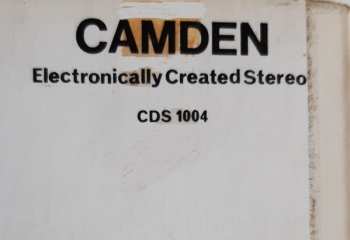 CAMDEN
Electronically Created Stereo
CDS 1004